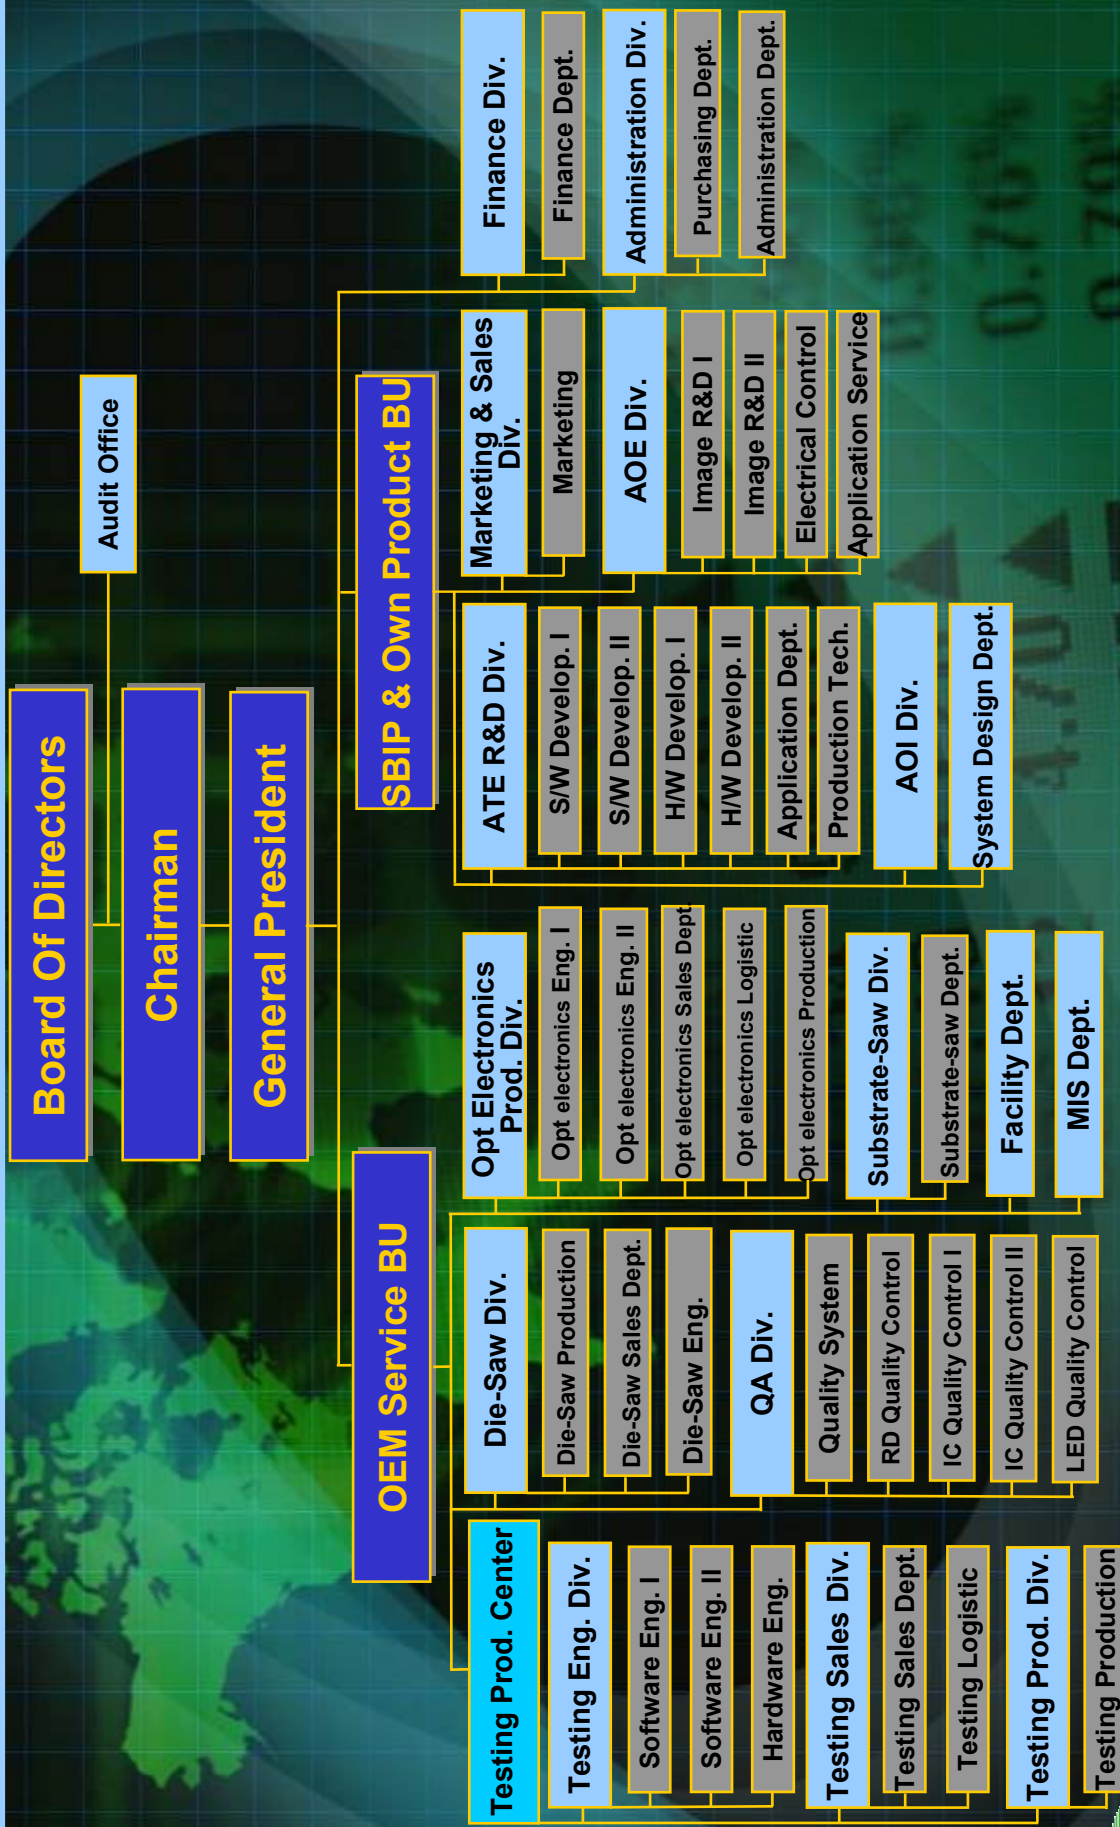 Board Of Directors
Audit Office
Chairman
General President
OEM Service BU
SBIP & Own Product BU
Testing Prod. Center
Testing Eng. Div.
Software Eng. I
Software Eng. II
Hardware Eng.
Testing Sales Div.
Testing Sales Dept.
Testing Logistic
Testing Prod. Div.
Testing Production
Die-Saw Div.
Die-Saw Production
Die-Saw Sales Dept.
Die-Saw Eng.
QA Div.
Quality System
RD Quality Control
IC Quality Control I
IC Quality Control II
LED Quality Control
Opt Electronics
Prod. Div.
Opt electronics Eng. I
Opt electronics Eng. II
Opt electronics Sales Dept.
Opt electronics Logistic
Opt electronics Production
Substrate-Saw Div.
Substrate-saw Dept.
Facility Dept.
MIS Dept.
ATE R&D Div.
S/W Develop. I
S/W Develop. II
H/W Develop. I
H/W Develop. II
Application Dept.
Production Tech.
AOI Div.
System Design Dept.
Marketing & Sales
Div.
Marketing
AOE Div.
Image R&D I
Image R&D II
Electrical Control
Application Service
Finance Div.
Finance Dept.
Administration Div.
Purchasing Dept.
Administration Dept.